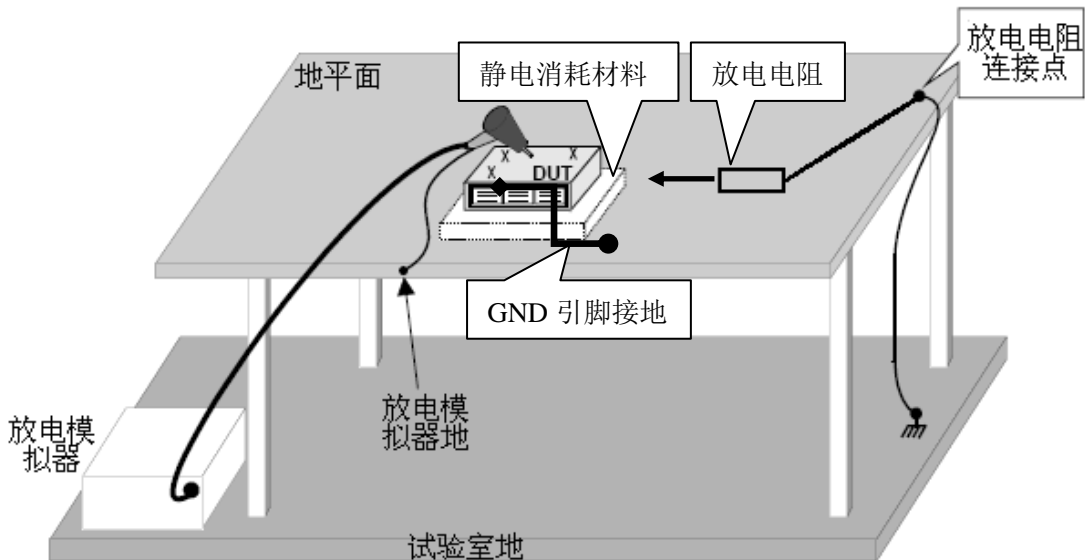 放电电阻
连接点
地平面
静电消耗材料
放电电阻
X
X
X
DUT
GND 引脚接地
放电模
拟器地
放电模
拟器
试验室地